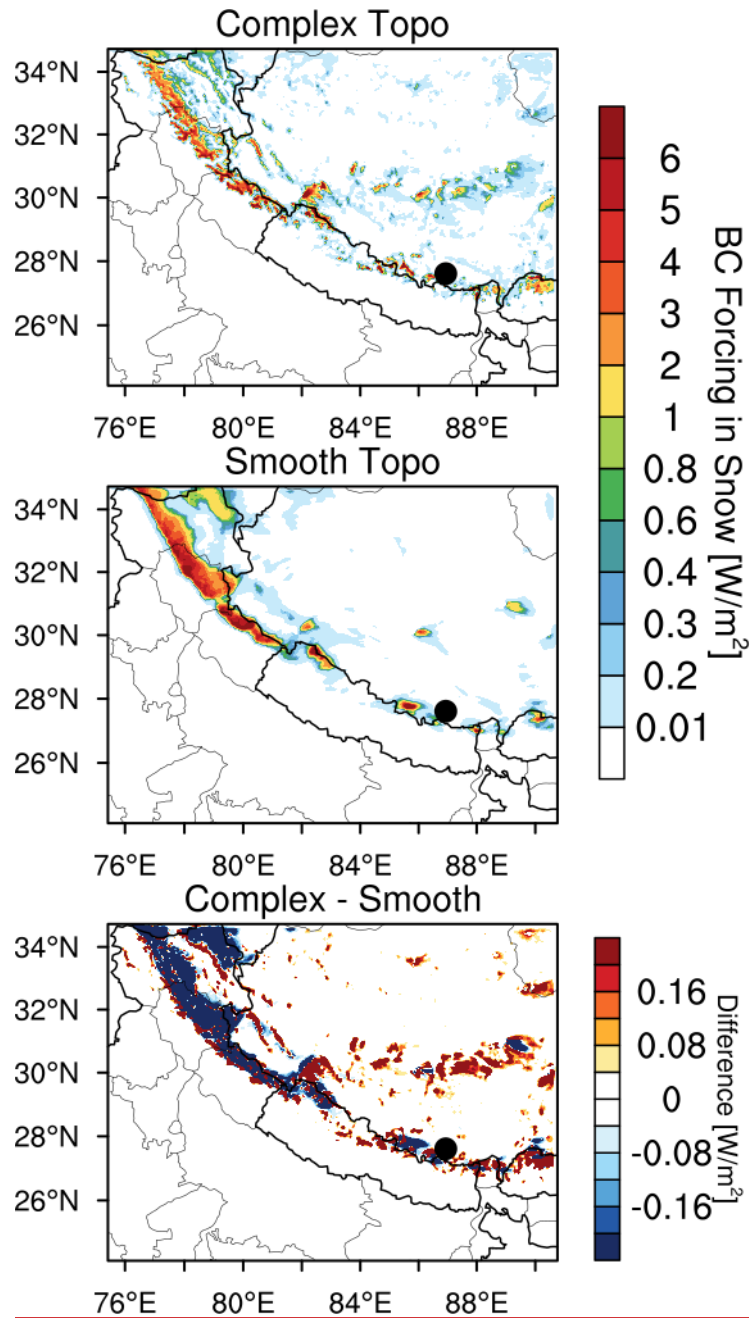 Complex Topo
34°N
32°N
30°N
28°N
26°N
76°E 80°E 84°E 88°E
Smooth Topo
34°N
32°N
30°N
28°N
26°N
76°E 80°E 84°E 88°E
Complex - Smooth
34°N
32°N
30°N
28°N
26°N
76°E 80°E 84°E 88°E
6
5
4
3
2
1
0.8
0.6
0.4
0.3
0.2
0.01
BC Forcing in Snow [W/m²]
0.16
0.08
0
-0.08
-0.16
Difference [W/m²]